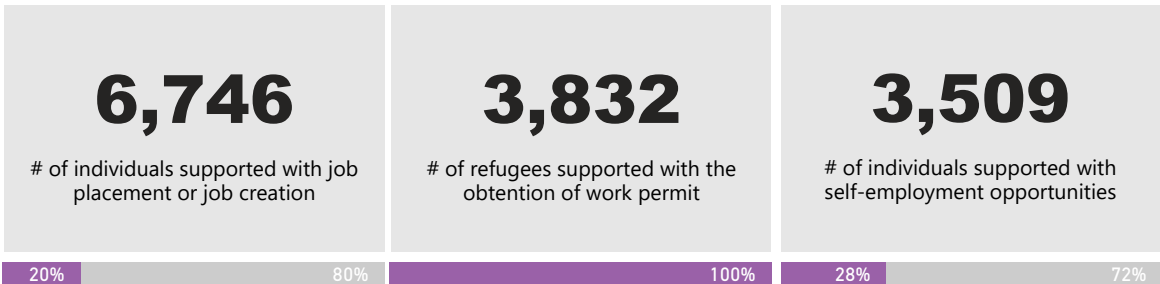 6,746
# of individuals supported with job
placement or job creation
20% 80%
3,832
# of refugees supported with the
obtention of work permit
100%
3,509
# of individuals supported with
self-employment opportunities
28% 72%